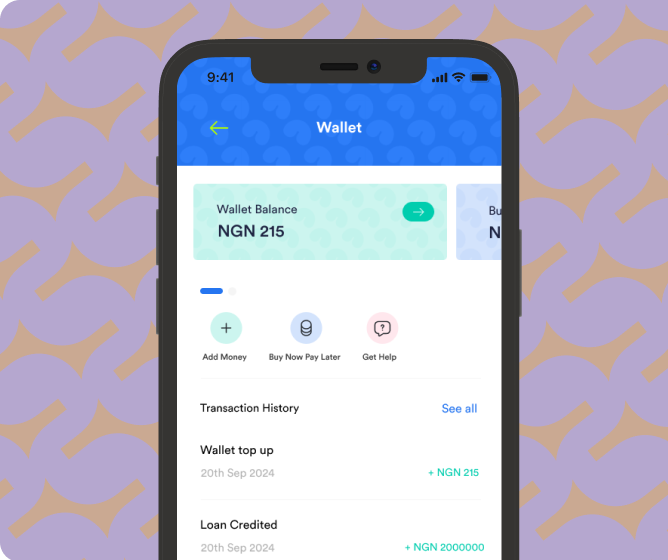 9:41
Wallet
Wallet Balance
NGN 215
Bu
N
Add Money
Buy Now Pay Later
Get Help
Transaction History
See all
Wallet top up
20th Sep 2024
+ NGN 215
Loan Credited
20th Sep 2024
+ NGN 2000000